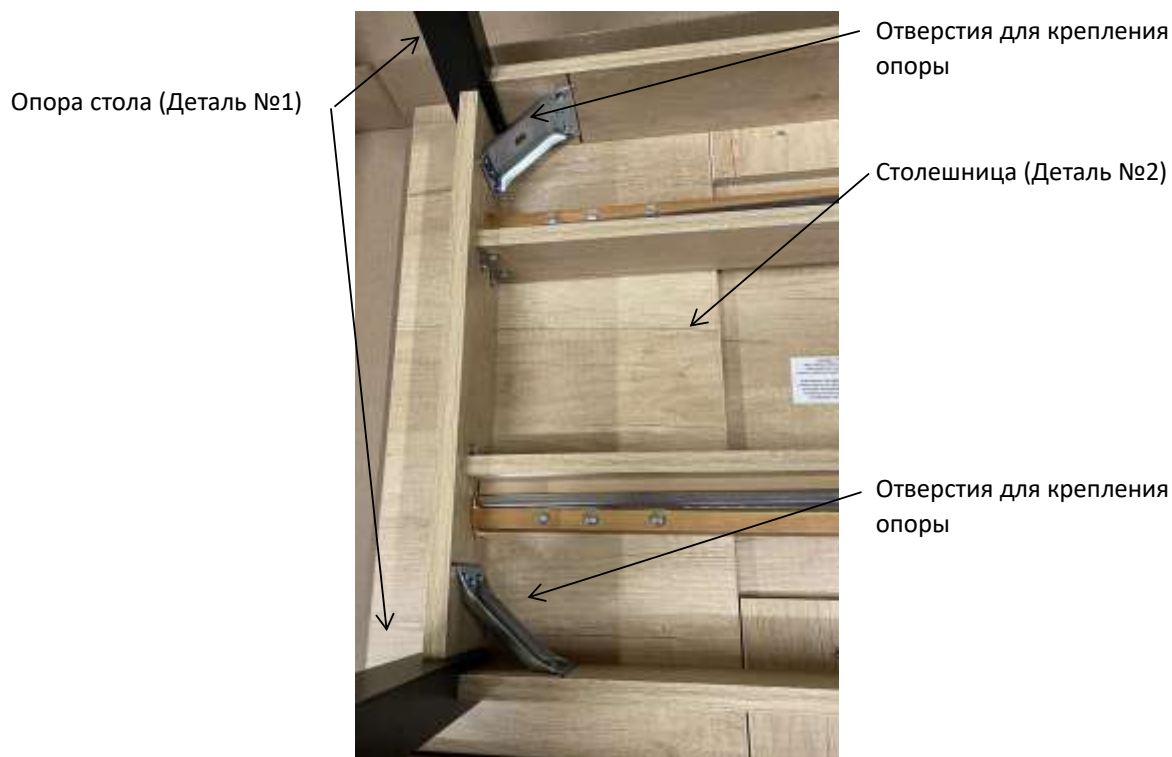 Отверстия для крепления
опоры
Опора стола (Деталь №1)
Столешница (Деталь №2)
Отверстия для крепления
опоры